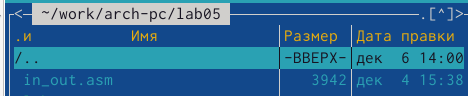 <— ~/work/arch-pc/lab05 —.[^]>
.и Имя Размер Дата правки
/.. -ВВЕРХ- дек 6 14:00
in_out.asm 3942 дек 4 15:38